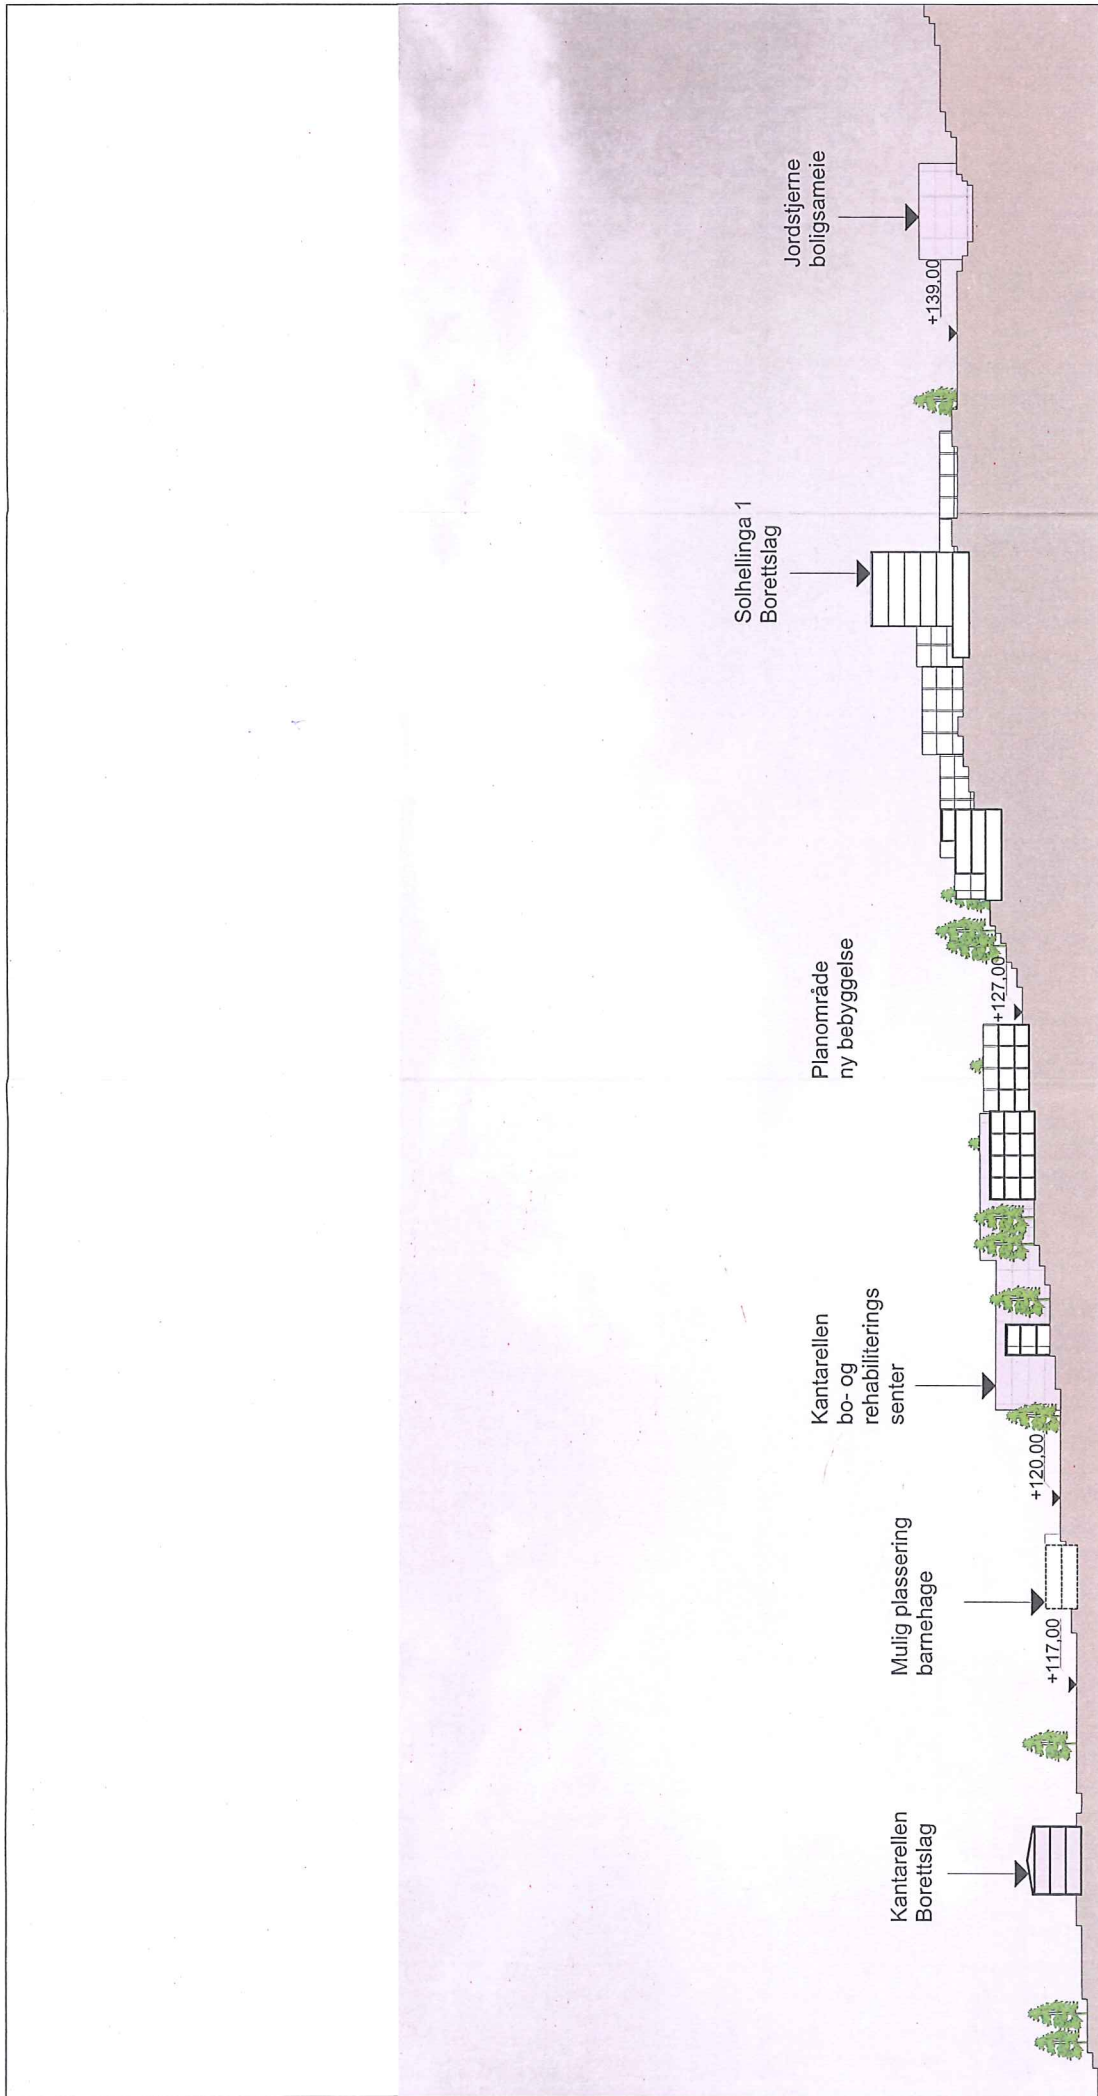 Kantarellen
Borettslag
Mulig plassering
barnehage
+117,00
+120,00
Kantarellen
bo- og
rehabiliterings
senter
Planområde
ny bebyggelse
+127,00
Solhellinga 1
Borettslag
+139,00
Jordstjerne
boligsameie